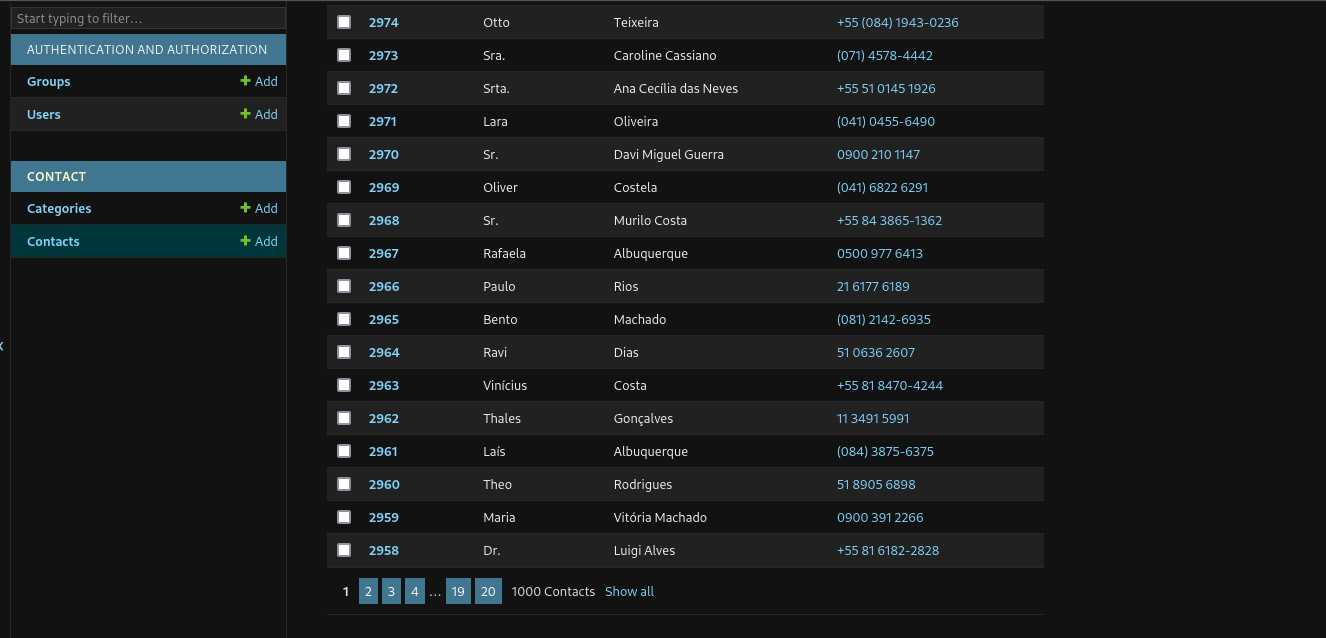 Start typing to filter...
AUTHENTICATION AND AUTHORIZATION
Groups + Add
Users + Add
CONTACT
Categories + Add
Contacts + Add
2974 Otto Teixeira +55 (084) 1943-0236
2973 Sra. Caroline Cassiano (071) 4578-4442
2972 Srta. Ana Cecília das Neves +55 51 0145 1926
2971 Lara Oliveira (041) 0455-6490
2970 Sr. Davi Miguel Guerra 0900 210 1147
2969 Oliver Costela (041) 6822 6291
2968 Sr. Murilo Costa +55 84 3865-1362
2967 Rafaela Albuquerque 0500 977 6413
2966 Paulo Rios 21 6177 6189
2965 Bento Machado (081) 2142-6935
2964 Ravi Dias 51 0636 2607
2963 Vinícius Costa +55 81 8470-4244
2962 Thales Gonçalves 11 3491 5991
2961 Laís Albuquerque (084) 3875-6375
2960 Theo Rodrigues 51 8905 6898
2959 Maria Vitória Machado 0900 391 2266
2958 Dr. Luigi Alves +55 81 6182-2828
1 2 3 4 ... 19 20 1000 Contacts Show all